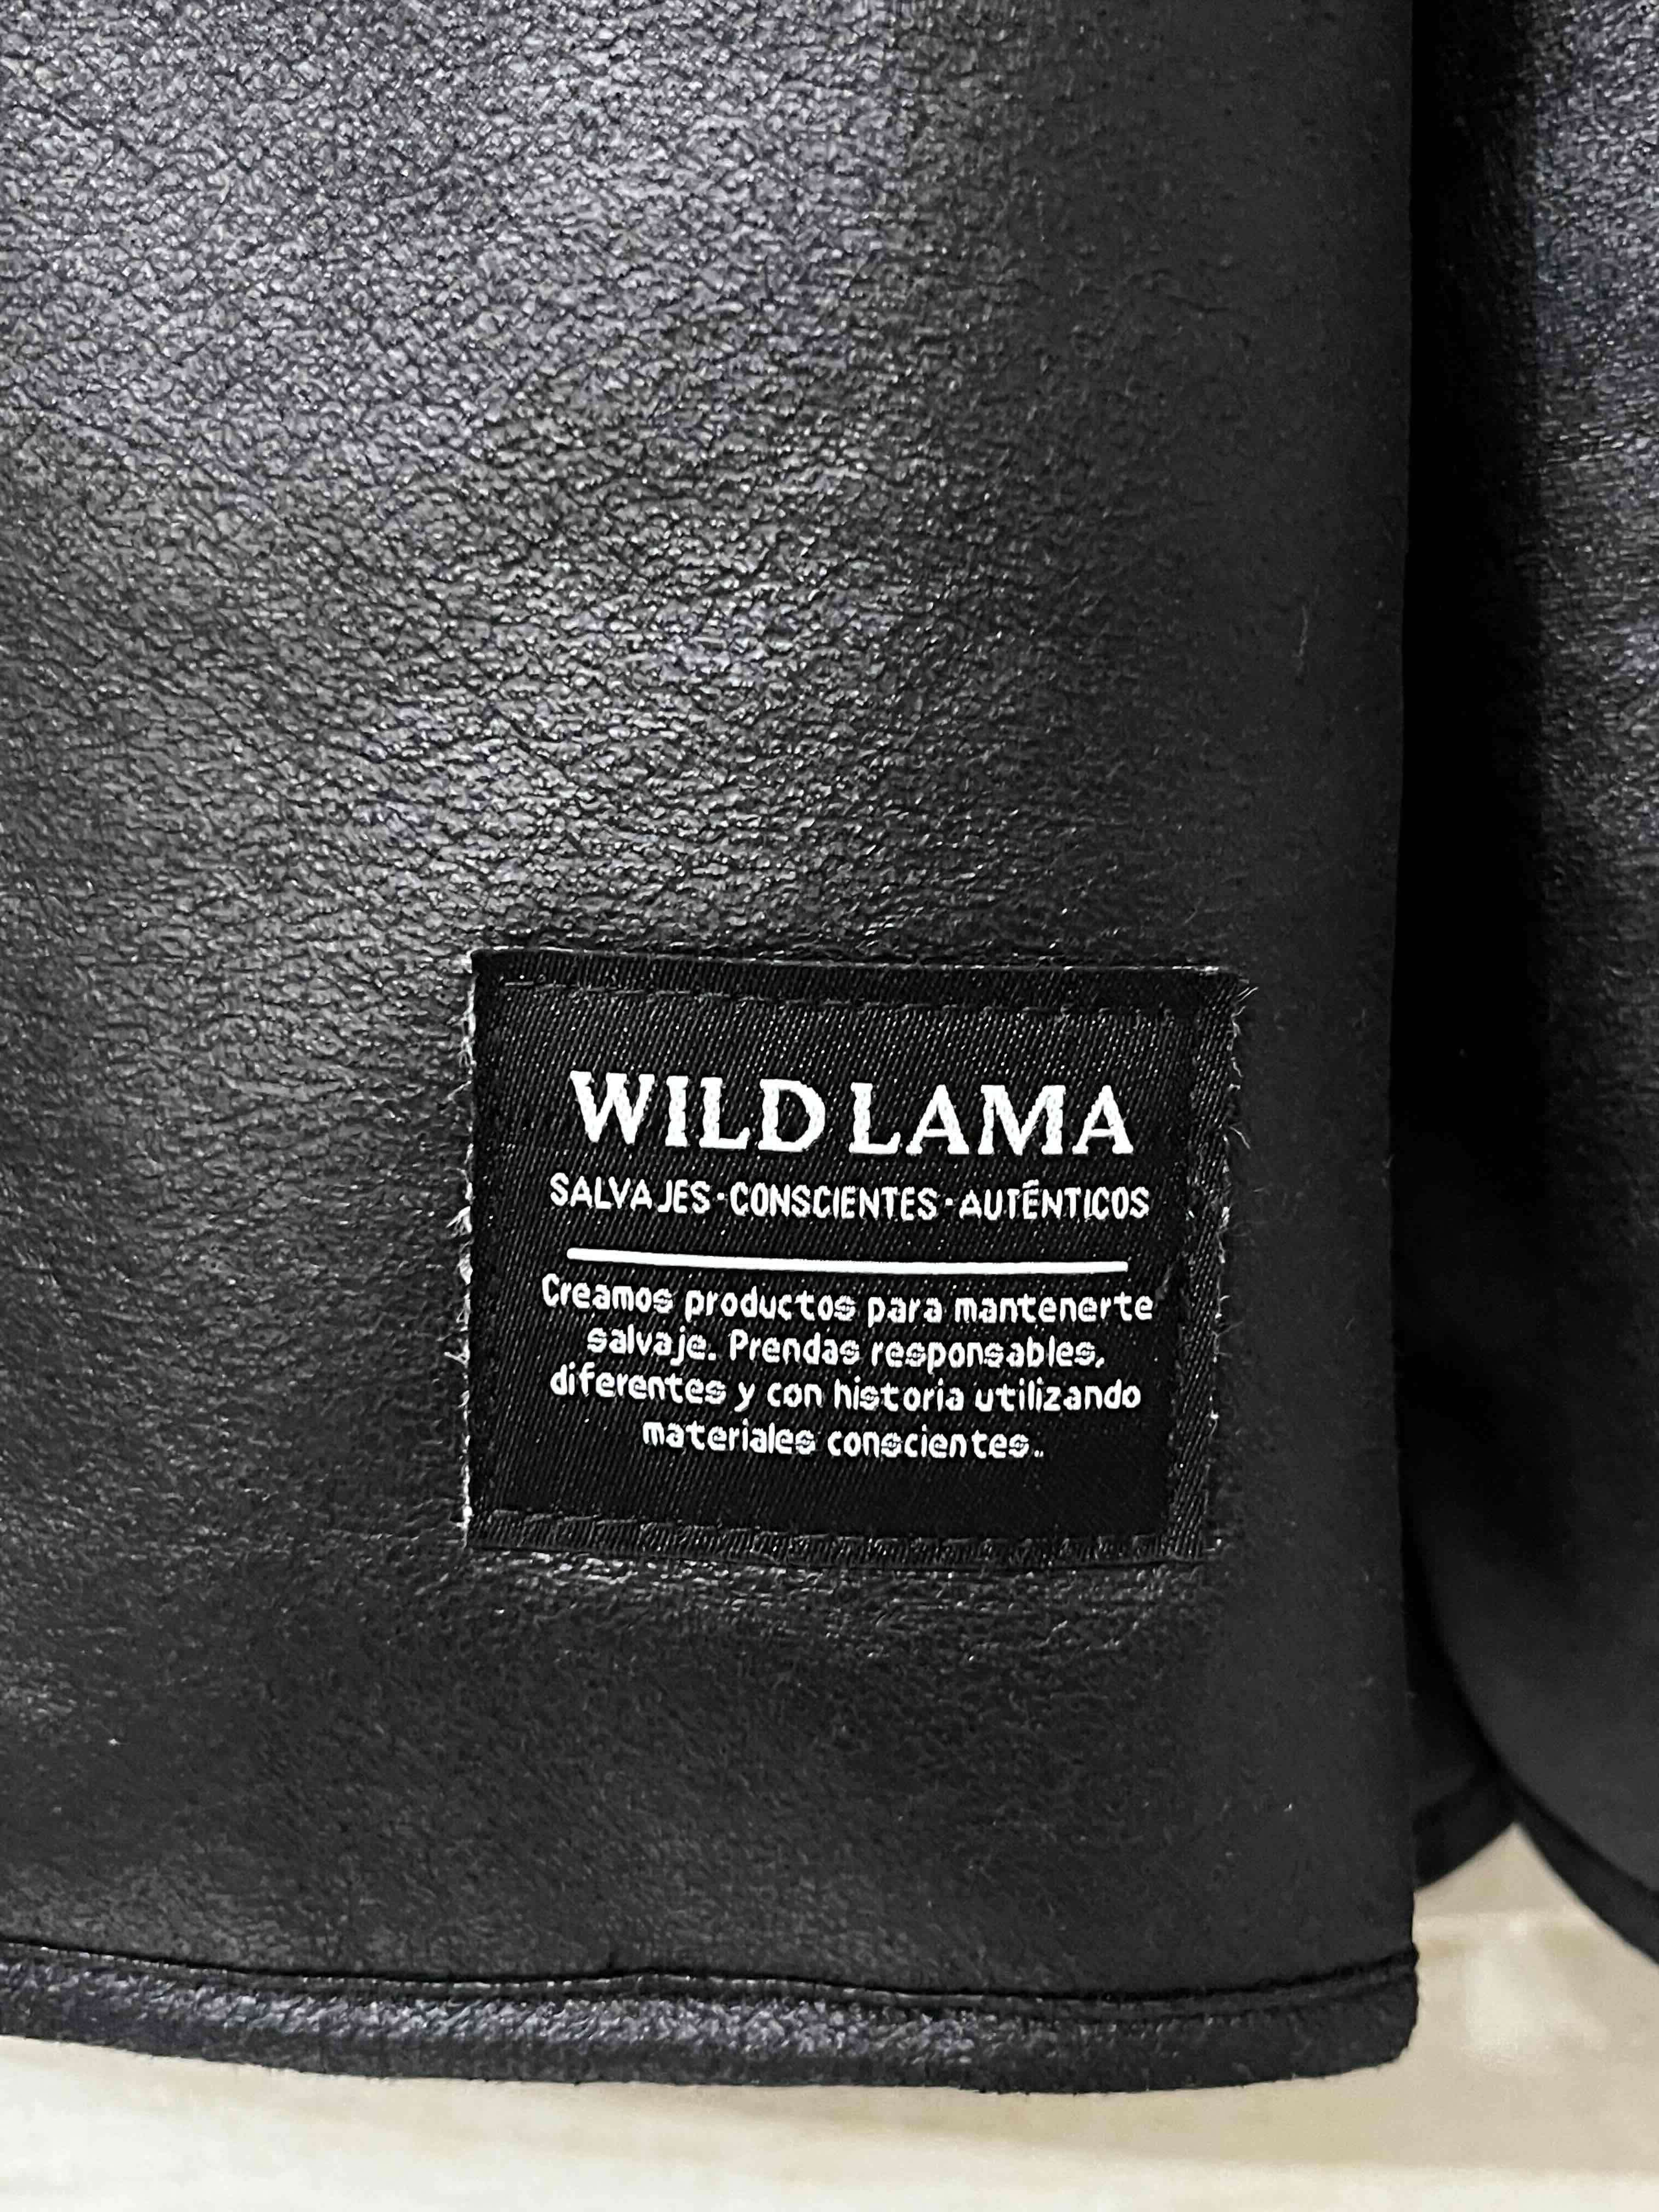 WILD LAMA
SALVAJES·CONSCIENTES·AUTÉNTICOS
Creamos productos para mantenerte
salvaje. Prendas responsables,
diferentes y con historia utilizando
materiales conscientes..